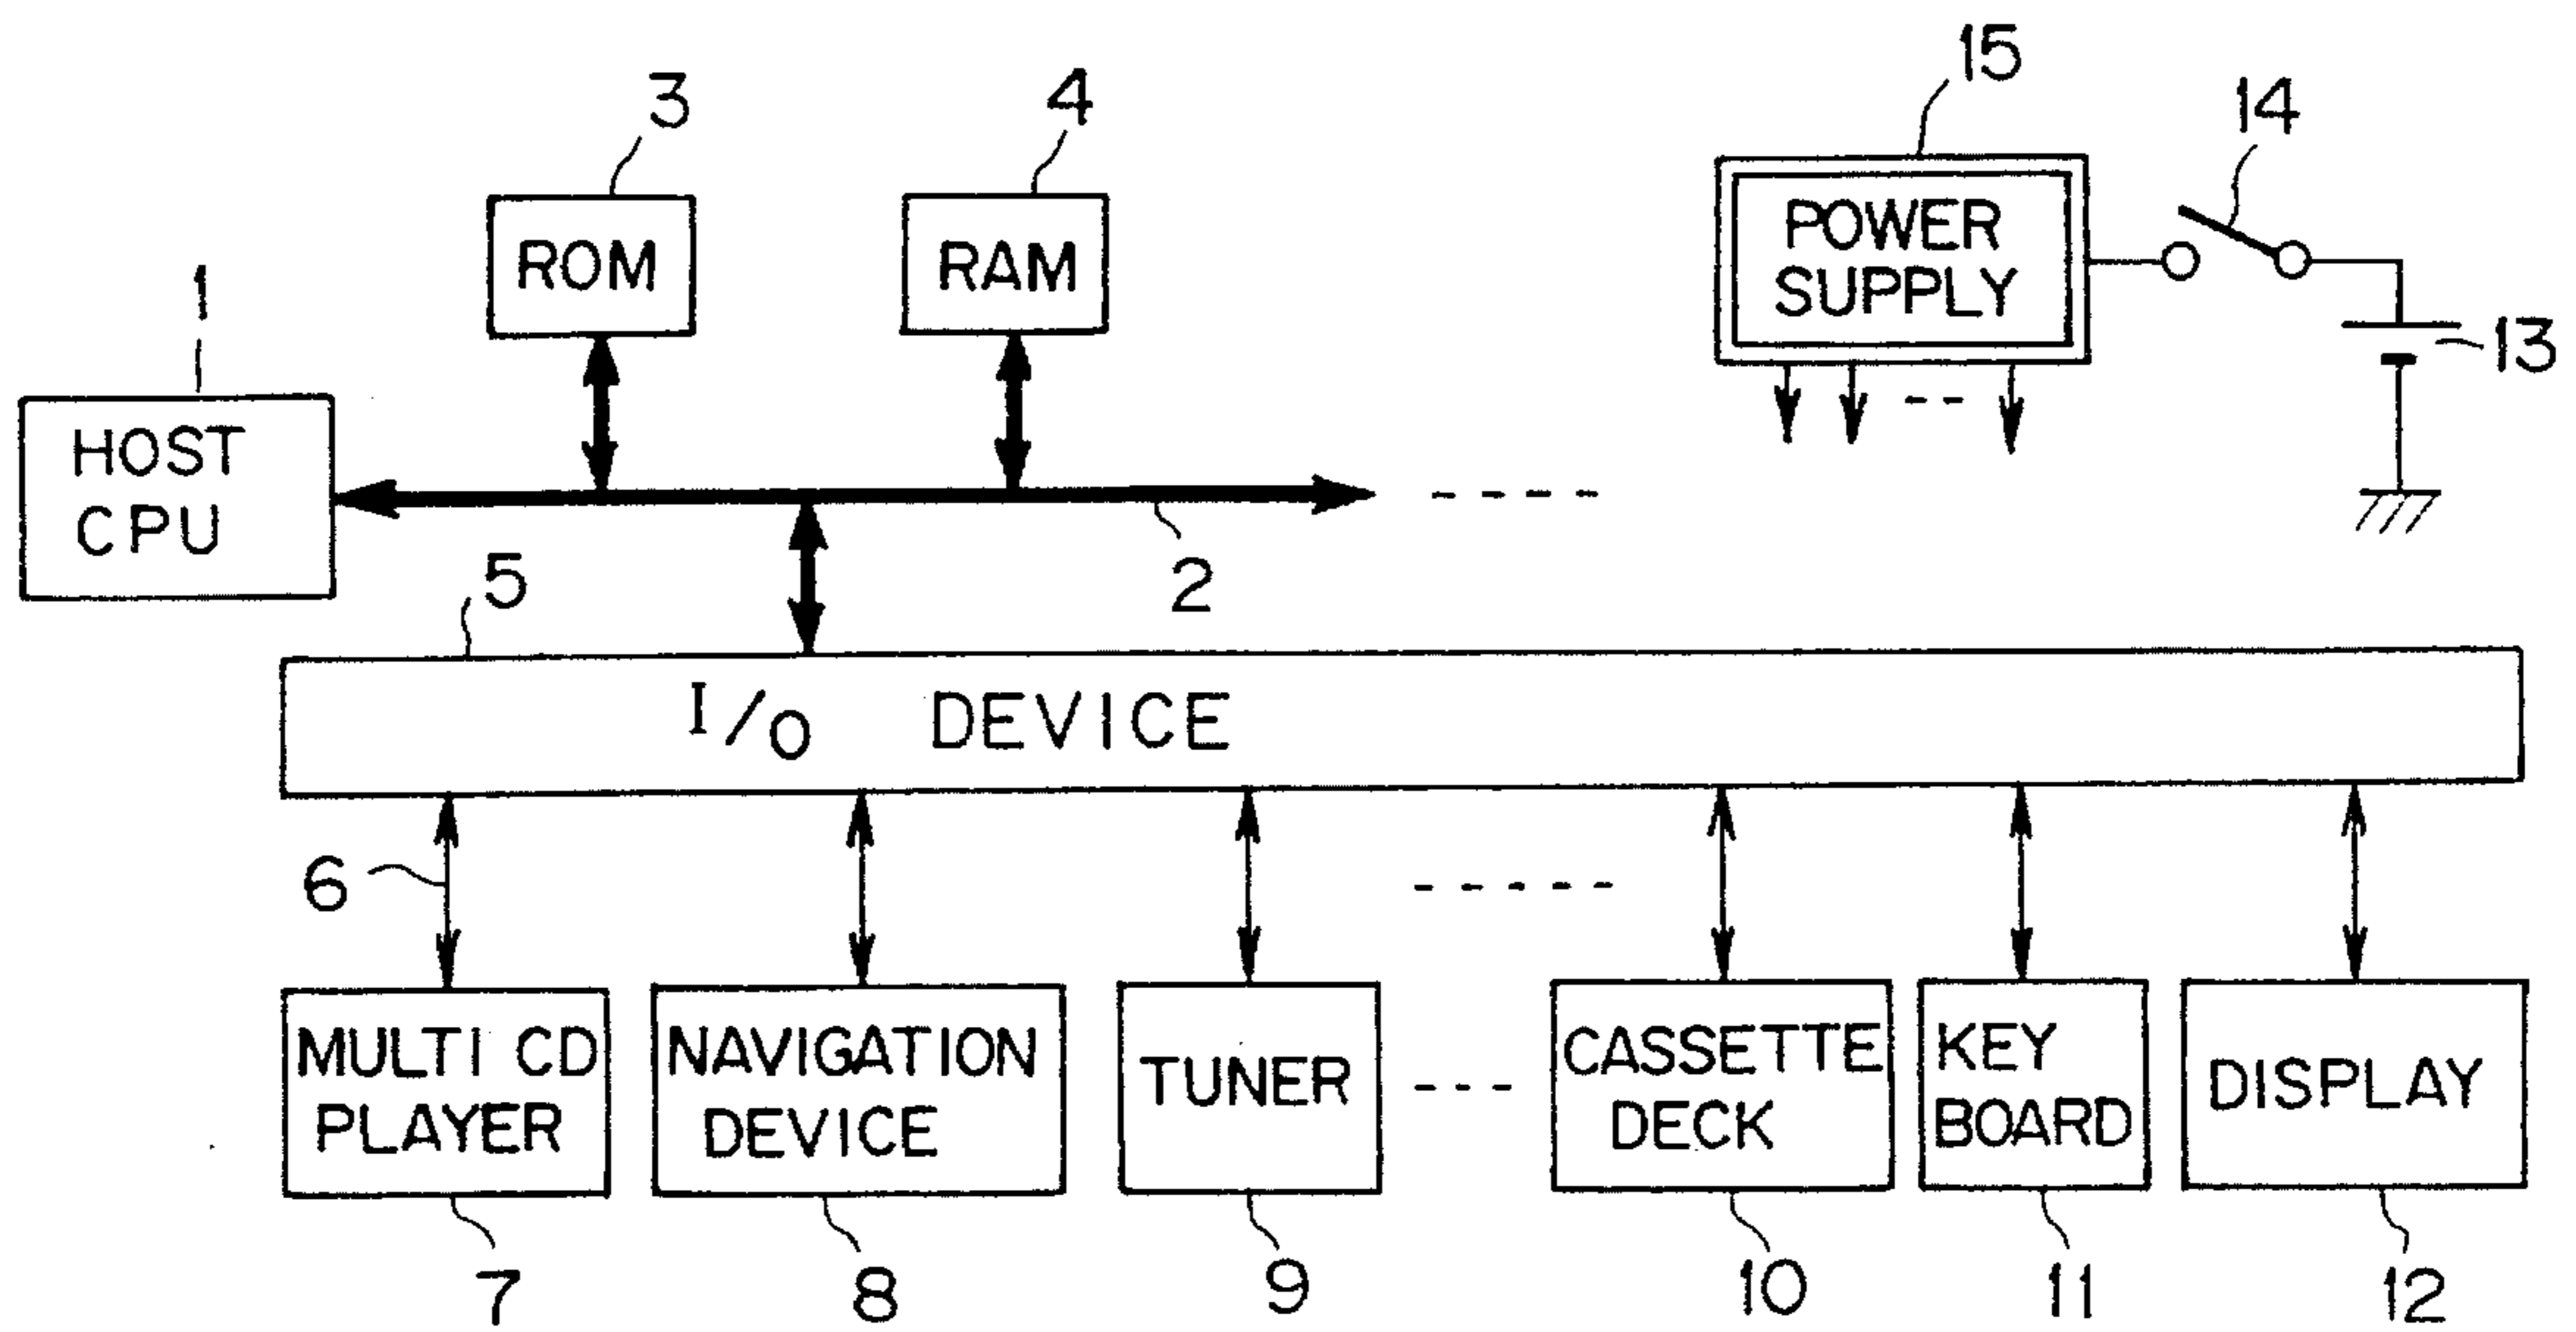 15
14
3
4
POWER
SUPPLY
ROM
RAM
1
13
HOST
CPU
5
2
I/O DEVICE
6
MULTI CD
PLAYER
NAVIGATION
DEVICE
TUNER
CASSETTE
DECK
KEY
BOARD
DISPLAY
7
8
9
10
11
12